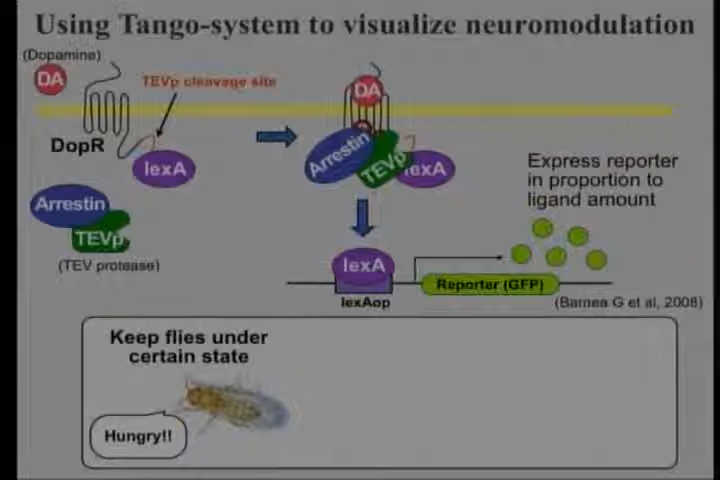 Using Tango-system to visualize neuromodulation
(Dopamine)
DA
TEVp cleavage site
DopR
lexA
Arrestin
TEVp
(TEV protease)
DA
Arrestin
TEVp
lexA
Express reporter
in proportion to
ligand amount
lexA
lexAop
Reporter (GFP)
(Barnea G et al, 2008)
Keep flies under
certain state
Hungry!!